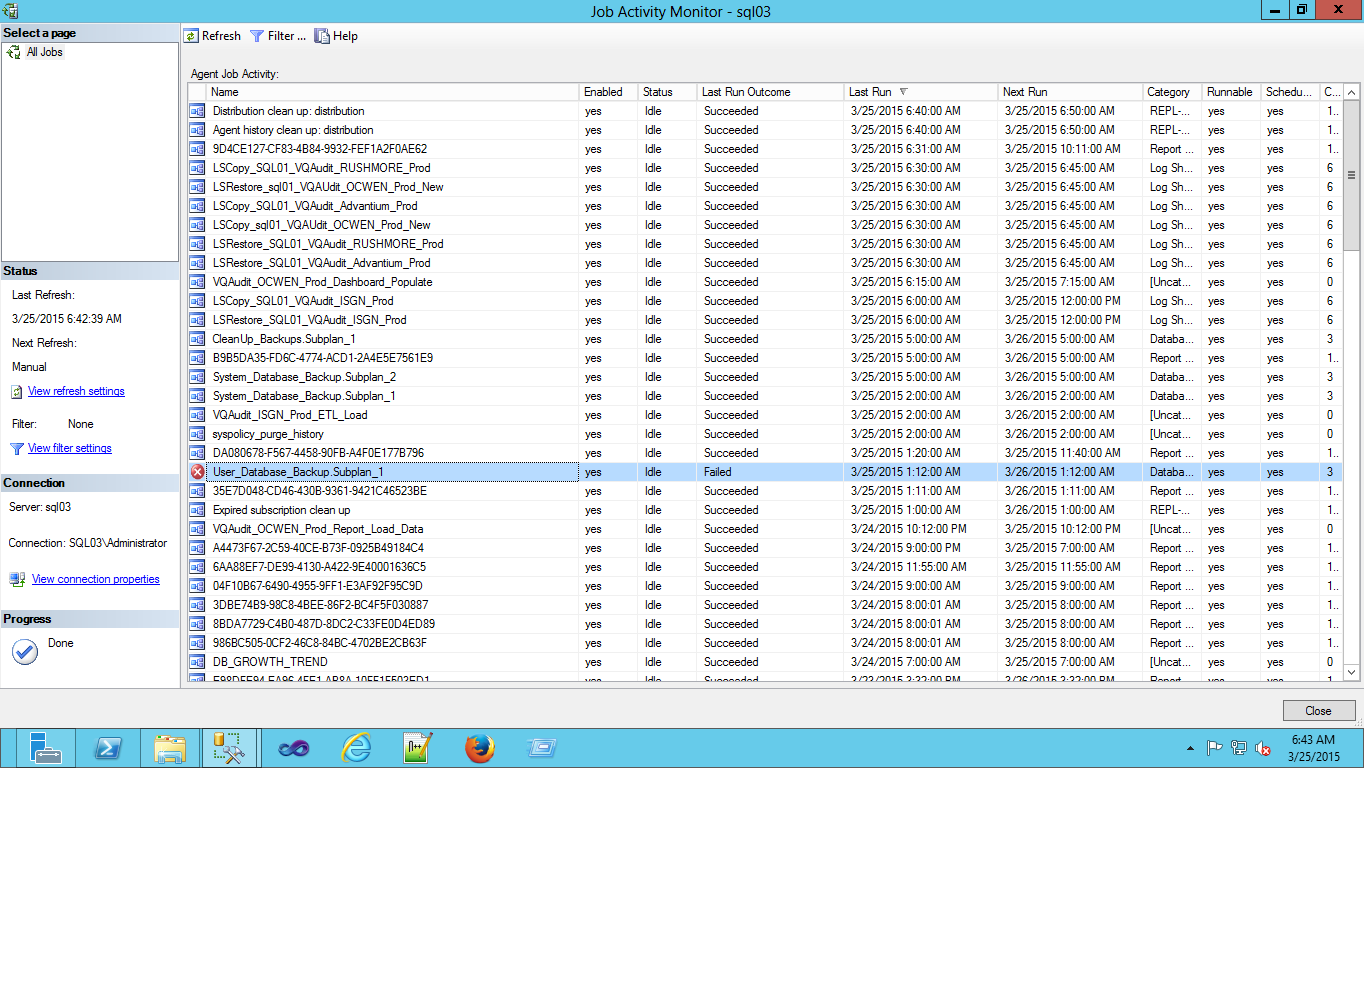 Job Activity Monitor - sql03
Select a page
All Jobs
Refresh Filter ... Help
Agent Job Activity:
Name Enabled Status Last Run Outcome Last Run Next Run Category Runnable Schedu... C...
Distribution clean up: distribution yes Idle Succeeded 3/25/2015 6:40:00 AM 3/25/2015 6:50:00 AM REPL-... yes yes 1..
Agent history clean up: distribution yes Idle Succeeded 3/25/2015 6:40:00 AM 3/25/2015 6:50:00 AM REPL-... yes yes 1..
9D4CE127-CF83-4B84-9932-FEF1A2F0AE62 yes Idle Succeeded 3/25/2015 6:31:00 AM 3/25/2015 10:11:00 AM Report ... yes yes 1..
LSCopy_SQL01_VQAudit_RUSHMORE_Prod yes Idle Succeeded 3/25/2015 6:30:00 AM 3/25/2015 6:45:00 AM Log Sh... yes yes 6
LSRestore_sql01_VQAUdit_OCWEN_Prod_New yes Idle Succeeded 3/25/2015 6:30:00 AM 3/25/2015 6:45:00 AM Log Sh... yes yes 6
LSCopy_SQL01_VQAudit_Advantium_Prod yes Idle Succeeded 3/25/2015 6:30:00 AM 3/25/2015 6:45:00 AM Log Sh... yes yes 6
LSCopy_sql01_VQAUdit_OCWEN_Prod_New yes Idle Succeeded 3/25/2015 6:30:00 AM 3/25/2015 6:45:00 AM Log Sh... yes yes 6
LSRestore_SQL01_VQAudit_RUSHMORE_Prod yes Idle Succeeded 3/25/2015 6:30:00 AM 3/25/2015 6:45:00 AM Log Sh... yes yes 6
LSRestore_SQL01_VQAudit_Advantium_Prod yes Idle Succeeded 3/25/2015 6:30:00 AM 3/25/2015 6:45:00 AM Log Sh... yes yes 6
VQAudit_OCWEN_Prod_Dashboard_Populate yes Idle Succeeded 3/25/2015 6:15:00 AM 3/25/2015 7:15:00 AM [Uncat... yes yes 0
LSCopy_SQL01_VQAudit_ISGN_Prod yes Idle Succeeded 3/25/2015 6:00:00 AM 3/25/2015 12:00:00 PM Log Sh... yes yes 6
LSRestore_SQL01_VQAudit_ISGN_Prod yes Idle Succeeded 3/25/2015 6:00:00 AM 3/25/2015 12:00:00 PM Log Sh... yes yes 6
CleanUp_Backups.Subplan_1 yes Idle Succeeded 3/25/2015 5:00:00 AM 3/26/2015 5:00:00 AM Databa... yes yes 3
B9B5DA35-FD6C-4774-ACD1-2A4E5E7561E9 yes Idle Succeeded 3/25/2015 5:00:00 AM 3/26/2015 5:00:00 AM Report ... yes yes 1..
System_Database_Backup.Subplan_2 yes Idle Succeeded 3/25/2015 5:00:00 AM 3/26/2015 5:00:00 AM Databa... yes yes 3
System_Database_Backup.Subplan_1 yes Idle Succeeded 3/25/2015 2:00:00 AM 3/26/2015 2:00:00 AM Databa... yes yes 3
VQAudit_ISGN_Prod_ETL_Load yes Idle Succeeded 3/25/2015 2:00:00 AM 3/26/2015 2:00:00 AM [Uncat... yes yes 0
syspolicy_purge_history yes Idle Succeeded 3/25/2015 2:00:00 AM 3/26/2015 2:00:00 AM [Uncat... yes yes 0
DA080678-F567-4458-90FB-A4F0E177B796 yes Idle Succeeded 3/25/2015 1:20:00 AM 3/25/2015 11:40:00 AM Report ... yes yes 1..
User_Database_Backup.Subplan_1 yes Idle Failed 3/25/2015 1:12:00 AM 3/26/2015 1:12:00 AM Databa... yes yes 3
35E7D048-CD46-430B-9361-9421C46523BE yes Idle Succeeded 3/25/2015 1:11:00 AM 3/26/2015 1:11:00 AM Report ... yes yes 1..
Expired subscription clean up yes Idle Succeeded 3/25/2015 1:00:00 AM 3/26/2015 1:00:00 AM REPL-... yes yes 1..
VQAudit_OCWEN_Prod_Report_Load_Data yes Idle Succeeded 3/24/2015 10:12:00 PM 3/25/2015 10:12:00 PM [Uncat... yes yes 0
A4473F67-2C59-40CE-B73F-0925B49184C4 yes Idle Succeeded 3/24/2015 9:00:00 PM 3/25/2015 7:00:00 AM Report ... yes yes 1..
6AA88EF7-DE99-4130-A422-9E40001636C5 yes Idle Succeeded 3/24/2015 11:55:00 AM 3/25/2015 11:55:00 AM Report ... yes yes 1..
04F10B67-6490-4955-9FF1-E3AF92F95C9D yes Idle Succeeded 3/24/2015 9:00:00 AM 3/25/2015 9:00:00 AM Report ... yes yes 1..
3DBE74B9-98C8-4BEE-86F2-BC4F5F030887 yes Idle Succeeded 3/24/2015 8:00:01 AM 3/25/2015 8:00:00 AM Report ... yes yes 1..
8BDA7729-C4B0-487D-8DC2-C33FE0D4ED89 yes Idle Succeeded 3/24/2015 8:00:01 AM 3/25/2015 8:00:00 AM Report ... yes yes 1..
986BC505-0CF2-46C8-84BC-4702BE2CB63F yes Idle Succeeded 3/24/2015 8:00:01 AM 3/25/2015 8:00:00 AM Report ... yes yes 1..
DB_GROWTH_TREND yes Idle Succeeded 3/24/2015 7:00:00 AM 3/25/2015 7:00:00 AM [Uncat... yes yes 0
Status
Last Refresh:
3/25/2015 6:42:39 AM
Next Refresh:
Manual
View refresh settings
Filter: None
View filter settings
Connection
Server: sql03
Connection: SQL03\Administrator
View connection properties
Progress
Done
Close
6:43 AM
3/25/2015